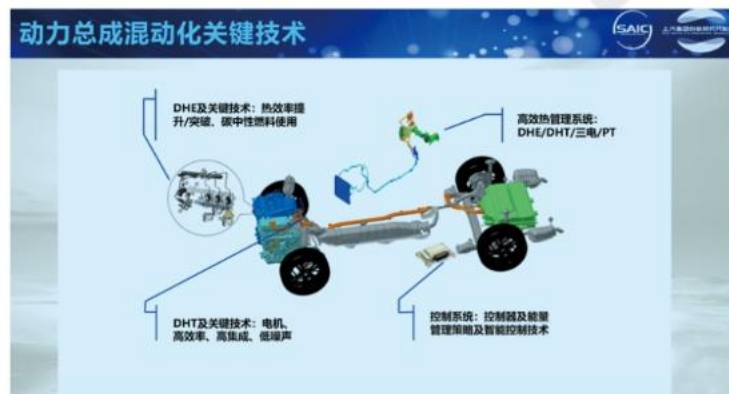 动力总成混动化关键技术
SAIC
DHE及关键技术：热效率提
升/突破、碳中性燃料使用
高效热管理系统：
DHE/DHT/三电/PT
DHT及关键技术：电机、
高效率、高集成、低噪声
控制系统：控制器及能量
管理策略及智能控制技术